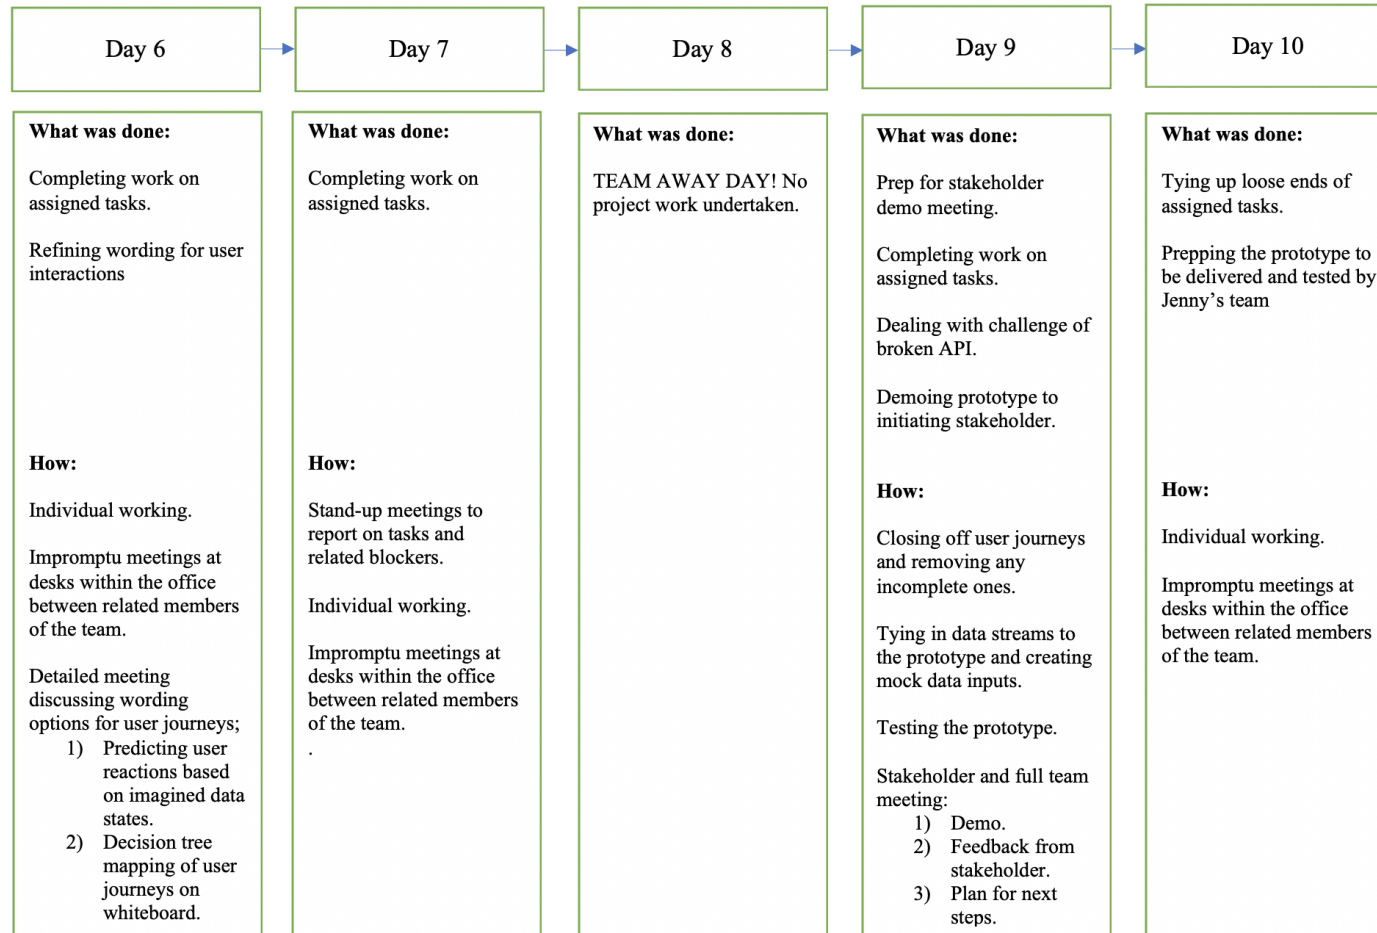 Day 6
Day 7
Day 8
Day 9
Day 10
What was done:
Completing work on
assigned tasks.
Refining wording for user
interactions
How:
Individual working.
Impromptu meetings at
desks within the office
between related members
of the team.
Detailed meeting
discussing wording
options for user journeys;
1) Predicting user
reactions based
on imagined data
states.
2) Decision tree
mapping of user
journeys on
whiteboard.
What was done:
Completing work on
assigned tasks.
How:
Stand-up meetings to
report on tasks and
related blockers.
Individual working.
Impromptu meetings at
desks within the office
between related members
of the team.
.
What was done:
TEAM AWAY DAY! No
project work undertaken.
What was done:
Prep for stakeholder
demo meeting.
Completing work on
assigned tasks.
Dealing with challenge of
broken API.
Demoing prototype to
initiating stakeholder.
How:
Closing off user journeys
and removing any
incomplete ones.
Tying in data streams to
the prototype and creating
mock data inputs.
Testing the prototype.
Stakeholder and full team
meeting:
1) Demo.
2) Feedback from
stakeholder.
3) Plan for next
steps.
What was done:
Tying up loose ends of
assigned tasks.
Prepping the prototype to
be delivered and tested by
Jenny’s team
How:
Individual working.
Impromptu meetings at
desks within the office
between related members
of the team.